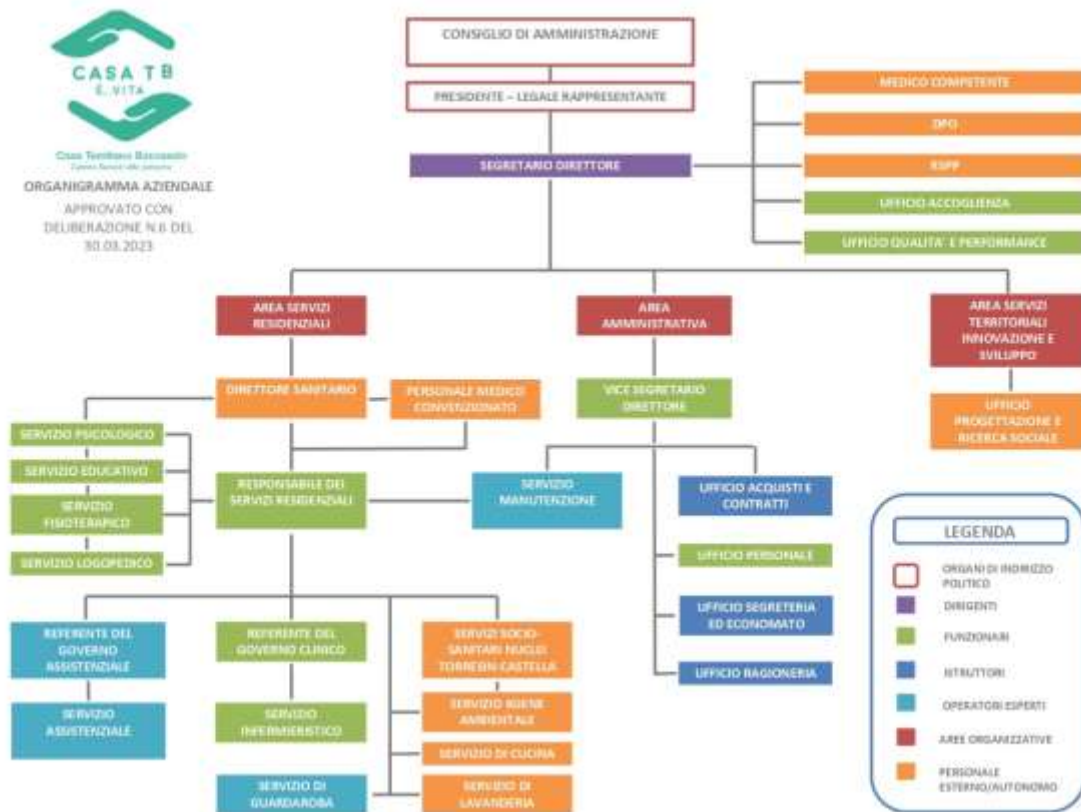 CASA TB
È VITA
Casa Tombaro Boccassin
ORGANIGRAMMA AZIENDALE
APPROVATO CON
DELIBERAZIONE N.6 DEL
30.03.2023
CONSIGLIO DI AMMINISTRAZIONE
PRESIDENTE – LEGALE RAPPRESENTANTE
SEGRETARIO DIRETTORE
MEDICO COMPETENTE
DPO
RSPP
UFFICIO ACCOGLIENZA
UFFICIO QUALITA' E PERFORMANCE
AREA SERVIZI
RESIDENZIALI
AREA
AMMINISTRATIVA
AREA SERVIZI
TERRITORIALI
INNOVAZIONE E
SVILUPPO
DIRETTORE SANITARIO
PERSONALE MEDICO
CONVENZIONATO
VICE SEGRETARIO
DIRETTORE
UFFICIO
PROGETTAZIONE E
RICERCA SOCIALE
SERVIZIO PSICOLOGICO
SERVIZIO EDUCATIVO
SERVIZIO
FISIOTERAPICO
SERVIZIO LOGOPEDICO
RESPONSABILE DEI
SERVIZI RESIDENZIALI
SERVIZIO
MANUTENZIONE
UFFICIO ACQUISTI E
CONTRATTI
UFFICIO PERSONALE
UFFICIO SEGRETERIA
ED ECONOMATO
UFFICIO RAGIONERIA
REFERENTE DEL
GOVERNO
ASSISTENZIALE
SERVIZIO
ASSISTENZIALE
REFERENTE DEL
GOVERNO CLINICO
SERVIZIO
INFERMIERISTICO
SERVIZIO DI
GUARDAROBA
SERVIZI SOCIO-
SANITARI NUCLEI
TORRESIN-CASTELLA
SERVIZIO IGIENE
AMBIENTALE
SERVIZIO DI CUCINA
SERVIZIO DI
LAVANDERIA
LEGENDA
ORGANI DI INDIRIZZO
POLITICO
DIRIGENTI
FUNZIONARI
ISTRUTTORI
OPERATORI ESPERTI
AREE ORGANIZZATIVE
PERSONALE
ESTERNO/AUTONOMO